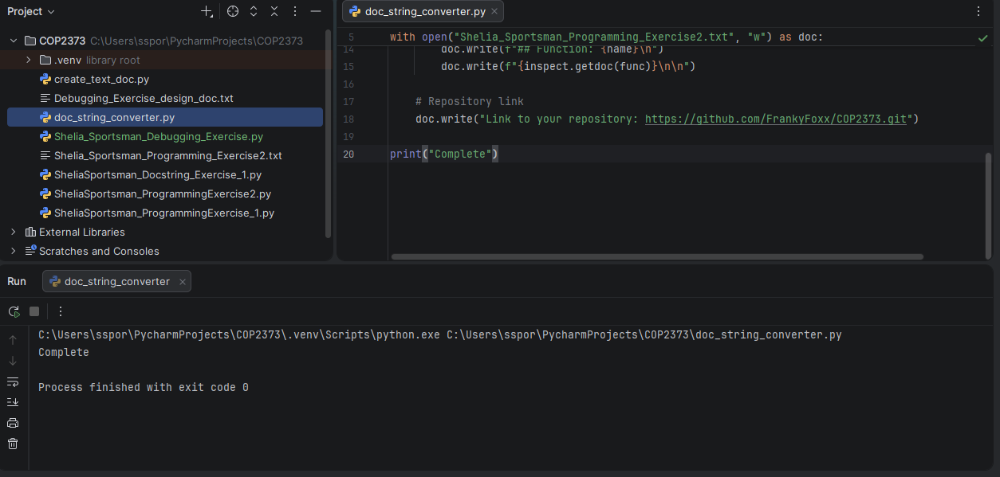 Project
doc_string_converter.py
COP2373 C:\Users\sspor\PycharmProjects\COP2373
.venv library root
create_text_doc.py
Debugging_Exercise_design_doc.txt
doc_string_converter.py
Shelia_Sportsman_Debugging_Exercise.py
Shelia_Sportsman_Programming_Exercise2.txt
SheliaSportsman_Docstring_Exercise_1.py
SheliaSportsman_ProgrammingExercise2.py
SheliaSportsman_ProgrammingExercise_1.py
External Libraries
Scratches and Consoles
5 with open("Shelia_Sportsman_Programming_Exercise2.txt", "w") as doc:
14 doc.write(f"## Function: {name}\n")
15 doc.write(f"{inspect.getdoc(func)}\n\n")
16
17 # Repository link
18 doc.write("Link to your repository: https://github.com/FrankyFoxx/COP2373.git")
19
20 print("Complete")
Run doc_string_converter
C:\Users\sspor\PycharmProjects\COP2373\.venv\Scripts\python.exe C:\Users\sspor\PycharmProjects\COP2373\doc_string_converter.py
Complete
Process finished with exit code 0